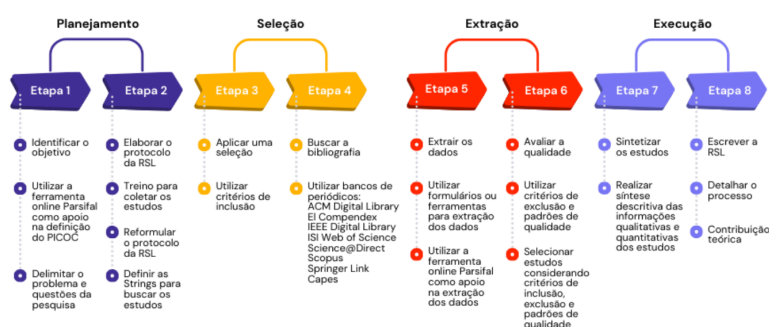 Planejamento
Seleção
Extração
Execução
Etapa 1
Etapa 2
Etapa 3
Etapa 4
Etapa 5
Etapa 6
Etapa 7
Etapa 8
Identificar o
objetivo
Utilizar a
ferramenta
online Parsifal
como apoio
na definição
do PICOC
Delimitar o
problema e
questões da
pesquisa
Elaborar o
protocolo
da RSL
Treino para
coletar os
estudos
Reformular
o protocolo
da RSL
Definir as
Strings para
buscar os
estudos
Aplicar uma
seleção
Utilizar
critérios de
inclusão
Buscar a
bibliografia
Utilizar bancos de
periódicos:
ACM Digital Library
El Compendex
IEEE Digital Library
ISI Web of Science
Science@Direct
Scopus
Springer Link
Capes
Extrair os
dados
Utilizar
formulários ou
ferramentas
para extração
dos dados
Utilizar a
ferramenta
online Parsifal
como apoio
na extração
dos dados
Avaliar a
qualidade
Utilizar
critérios de
exclusão e
padrões de
qualidade
Selecionar
estudos
considerando
critérios de
inclusão,
exclusão e
padrões de
qualidade
Sintetizar
os estudos
Realizar
síntese
descritiva das
informações
qualitativas e
quantitativas
dos estudos
Escrever a
RSL
Detalhar o
processo
Contribuição
teórica